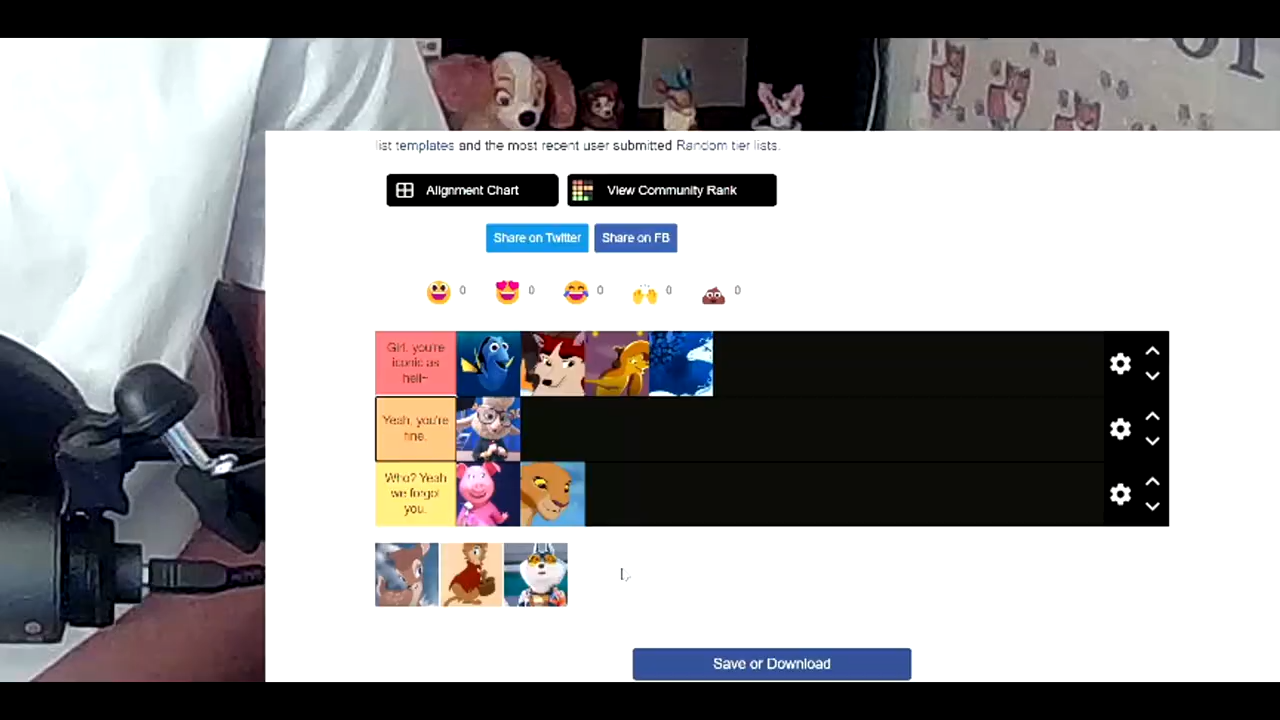 or
list templates and the most recent user submitted Random tier lists.
Alignment Chart
View Community Rank
Share on Twitter
Share on FB
0
0
0
0
0
Girl, you're
iconic as
hell~
Yeah, you're
fine.
Who? Yeah
we forgot
you.
Save or Download